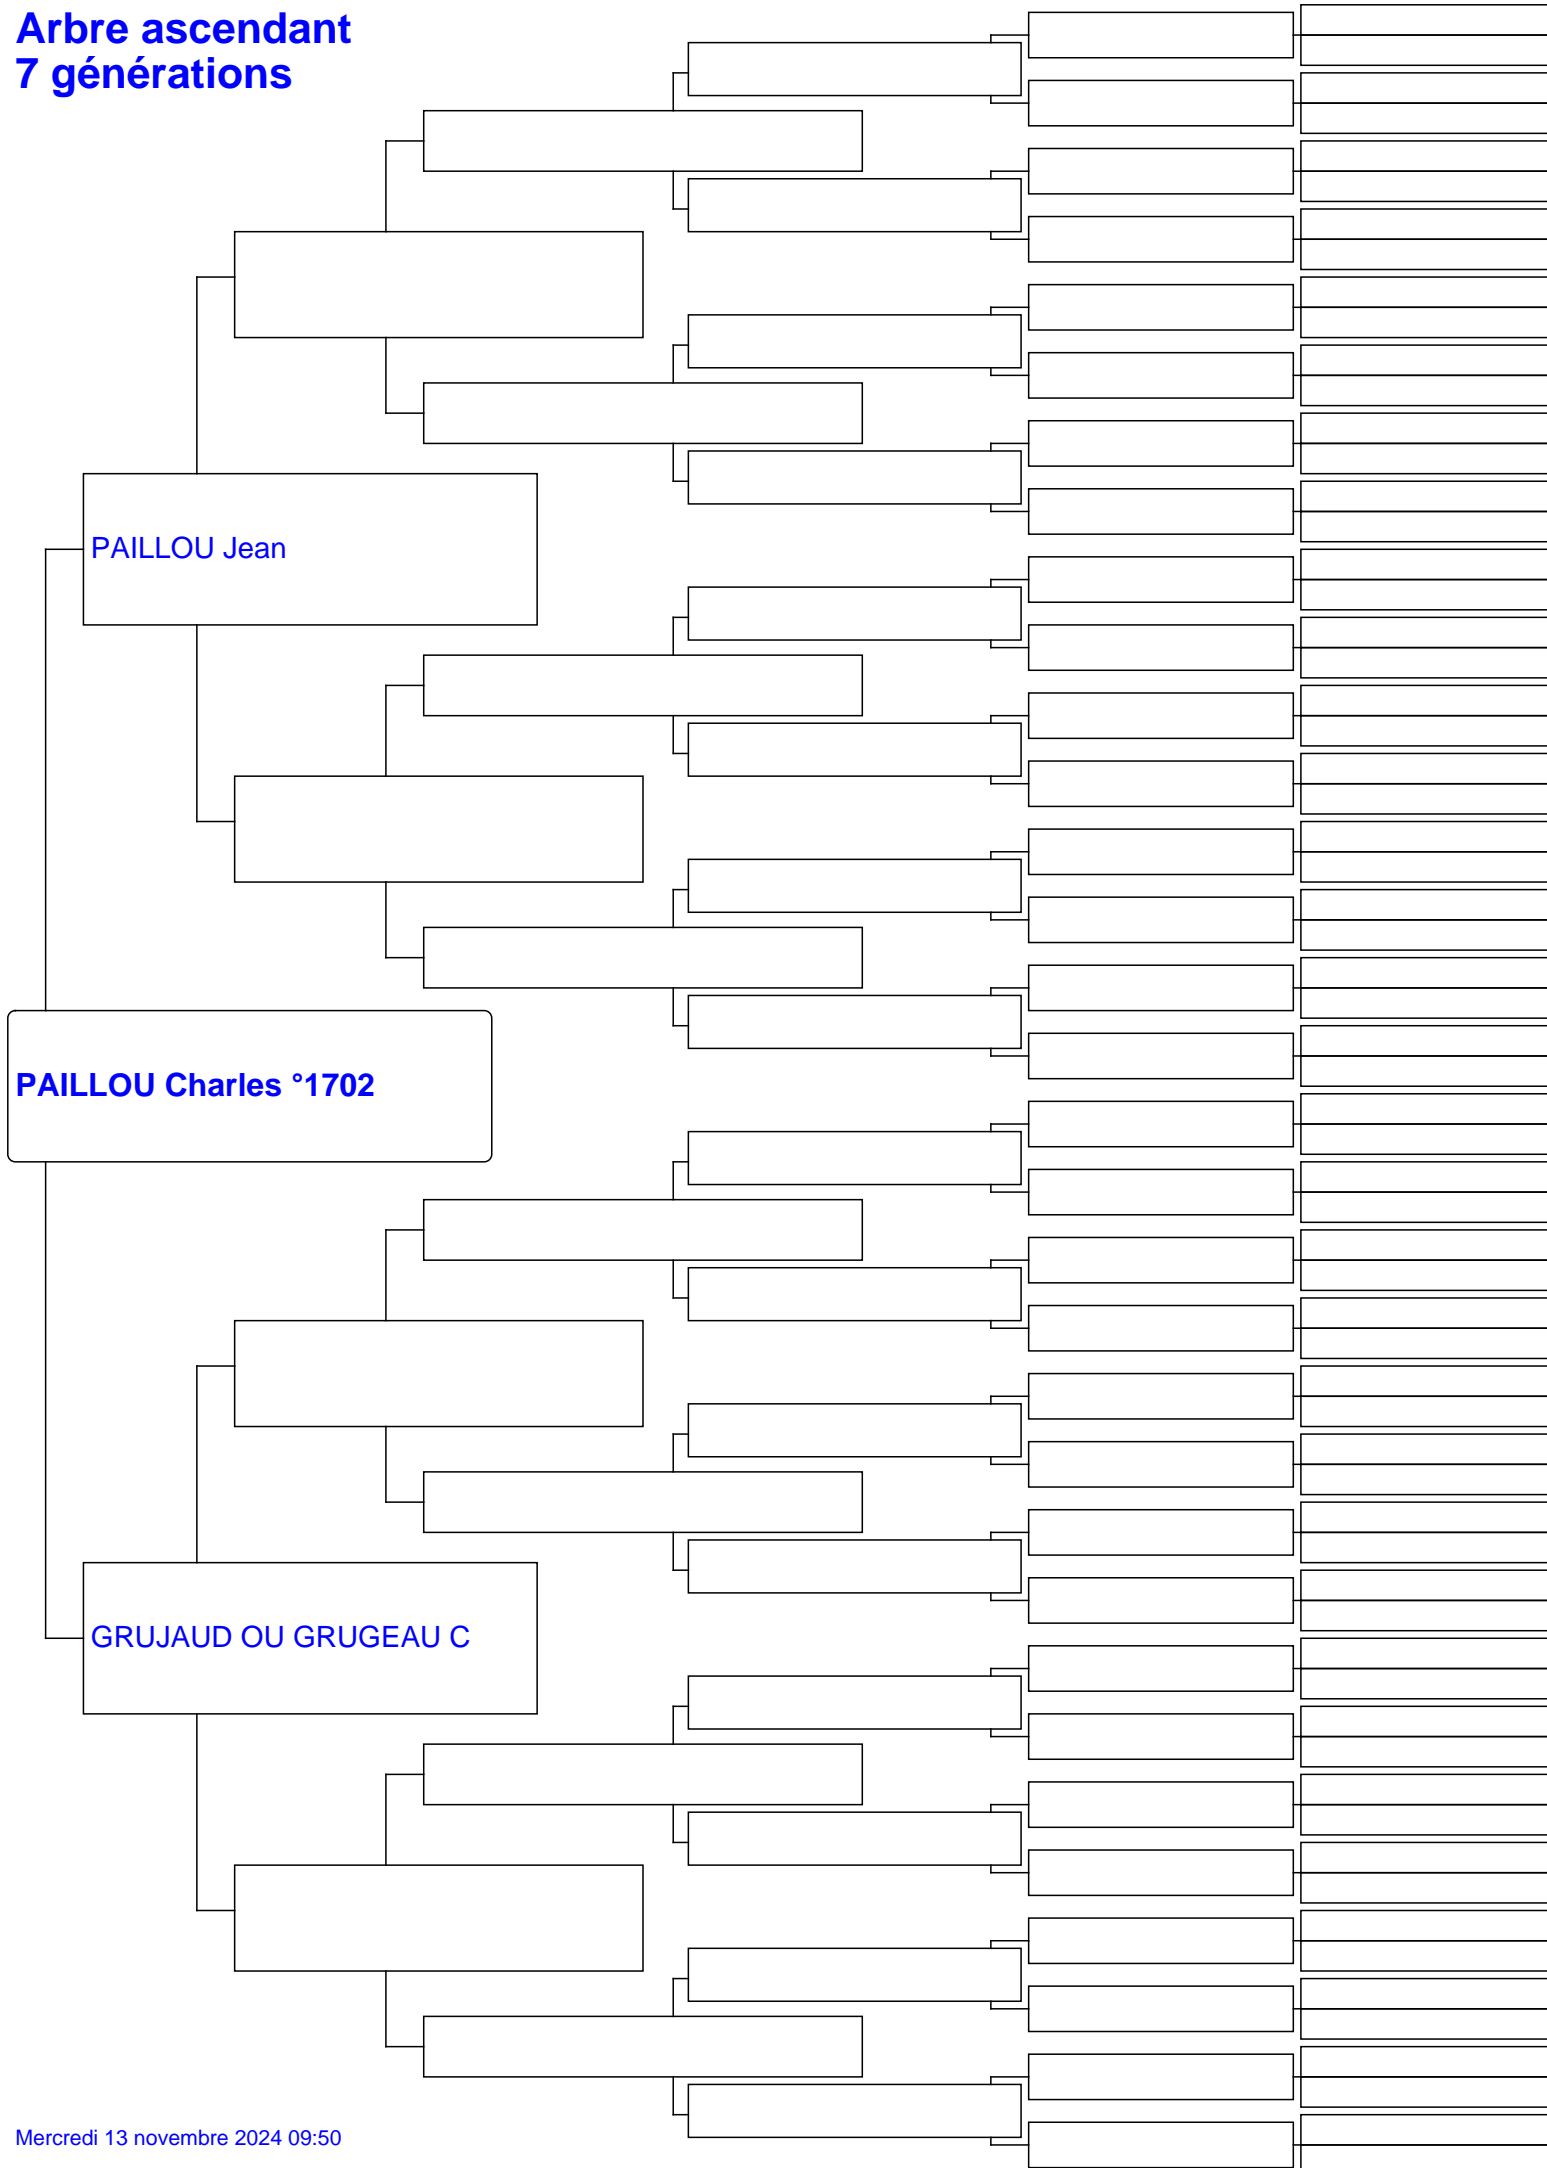 Arbre ascendant
7 générations
PAILLOU Jean
PAILLOU Charles °1702
GRUJAUD OU GRUGEAU C
Mercredi 13 novembre 2024 09:50